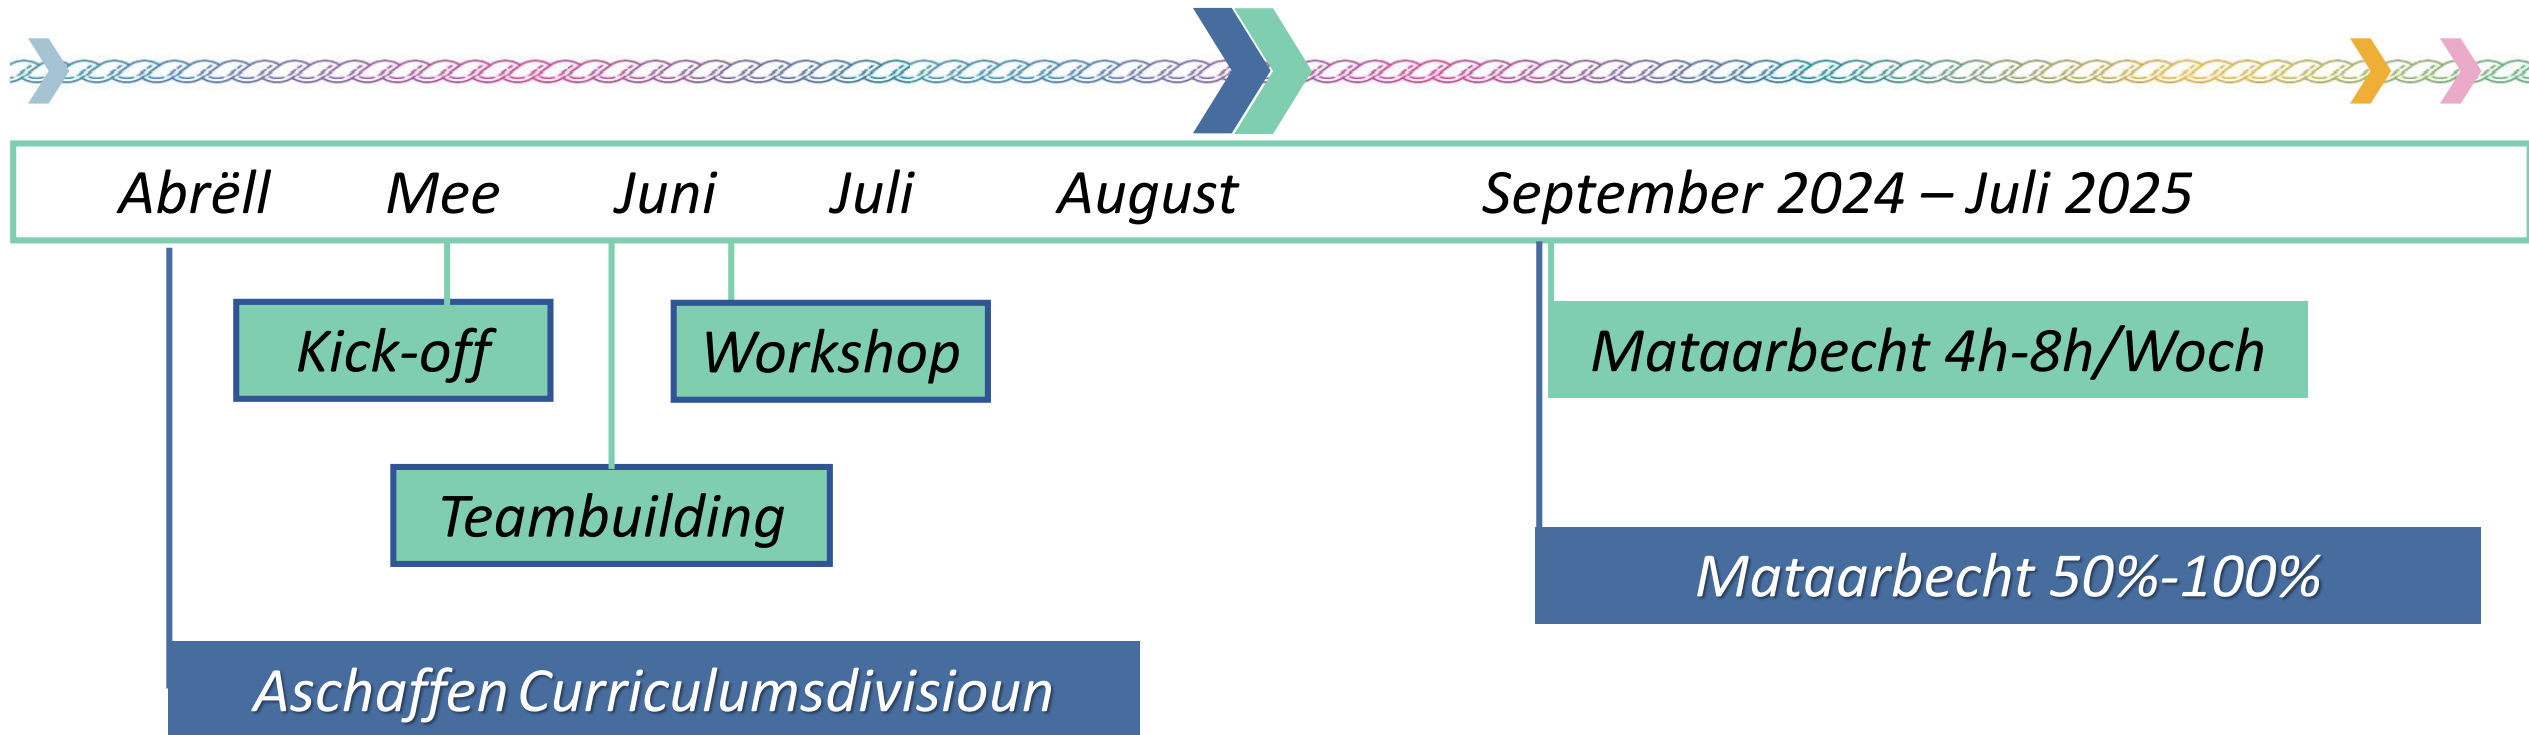 Abrëll Mee Juni Juli August September 2024 – Juli 2025
Kick-off
Workshop
Mataarbecht 4h-8h/Woch
Teambuilding
Mataarbecht 50%-100%
Aschaffen Curriculumsdivisioun